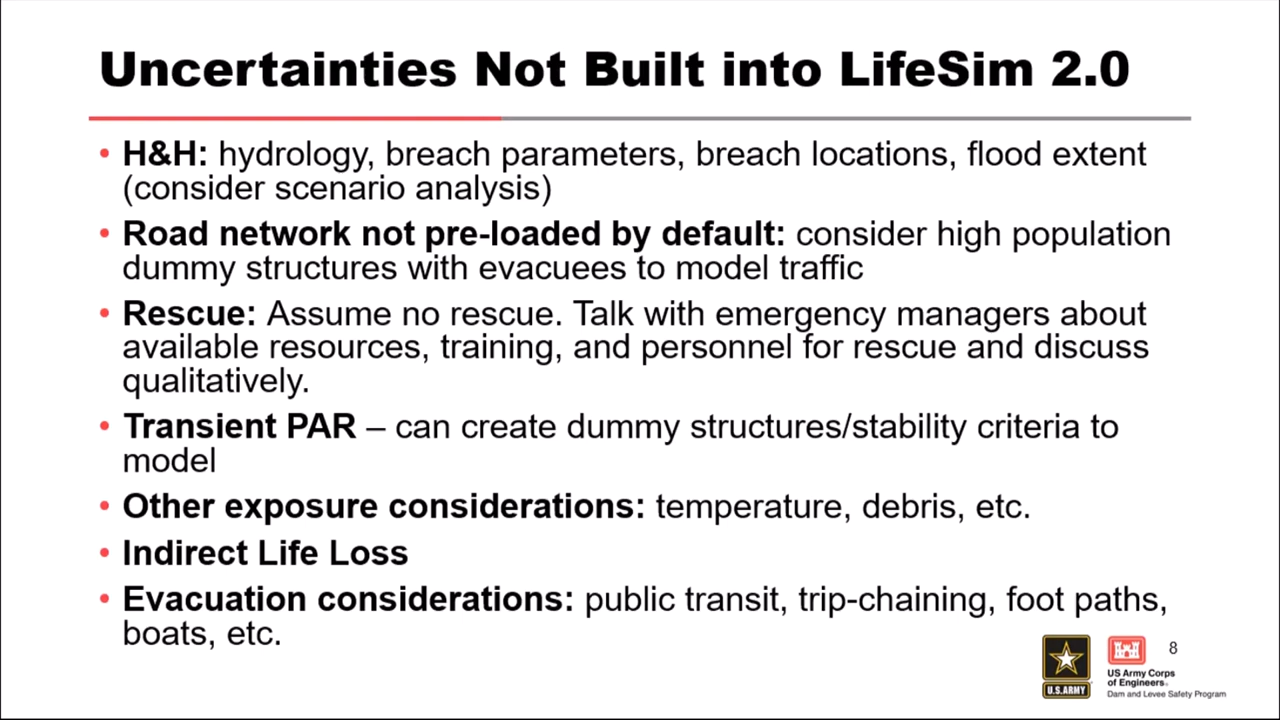 Uncertainties Not Built into LifeSim 2.0
• H&H: hydrology, breach parameters, breach locations, flood extent
(consider scenario analysis)
• Road network not pre-loaded by default: consider high population
dummy structures with evacuees to model traffic
• Rescue: Assume no rescue. Talk with emergency managers about
available resources, training, and personnel for rescue and discuss
qualitatively.
• Transient PAR – can create dummy structures/stability criteria to
model
• Other exposure considerations: temperature, debris, etc.
• Indirect Life Loss
• Evacuation considerations: public transit, trip-chaining, foot paths,
boats, etc.
8
U.S.ARMY
US Army Corps
of Engineers®
Dam and Levee Safety Program